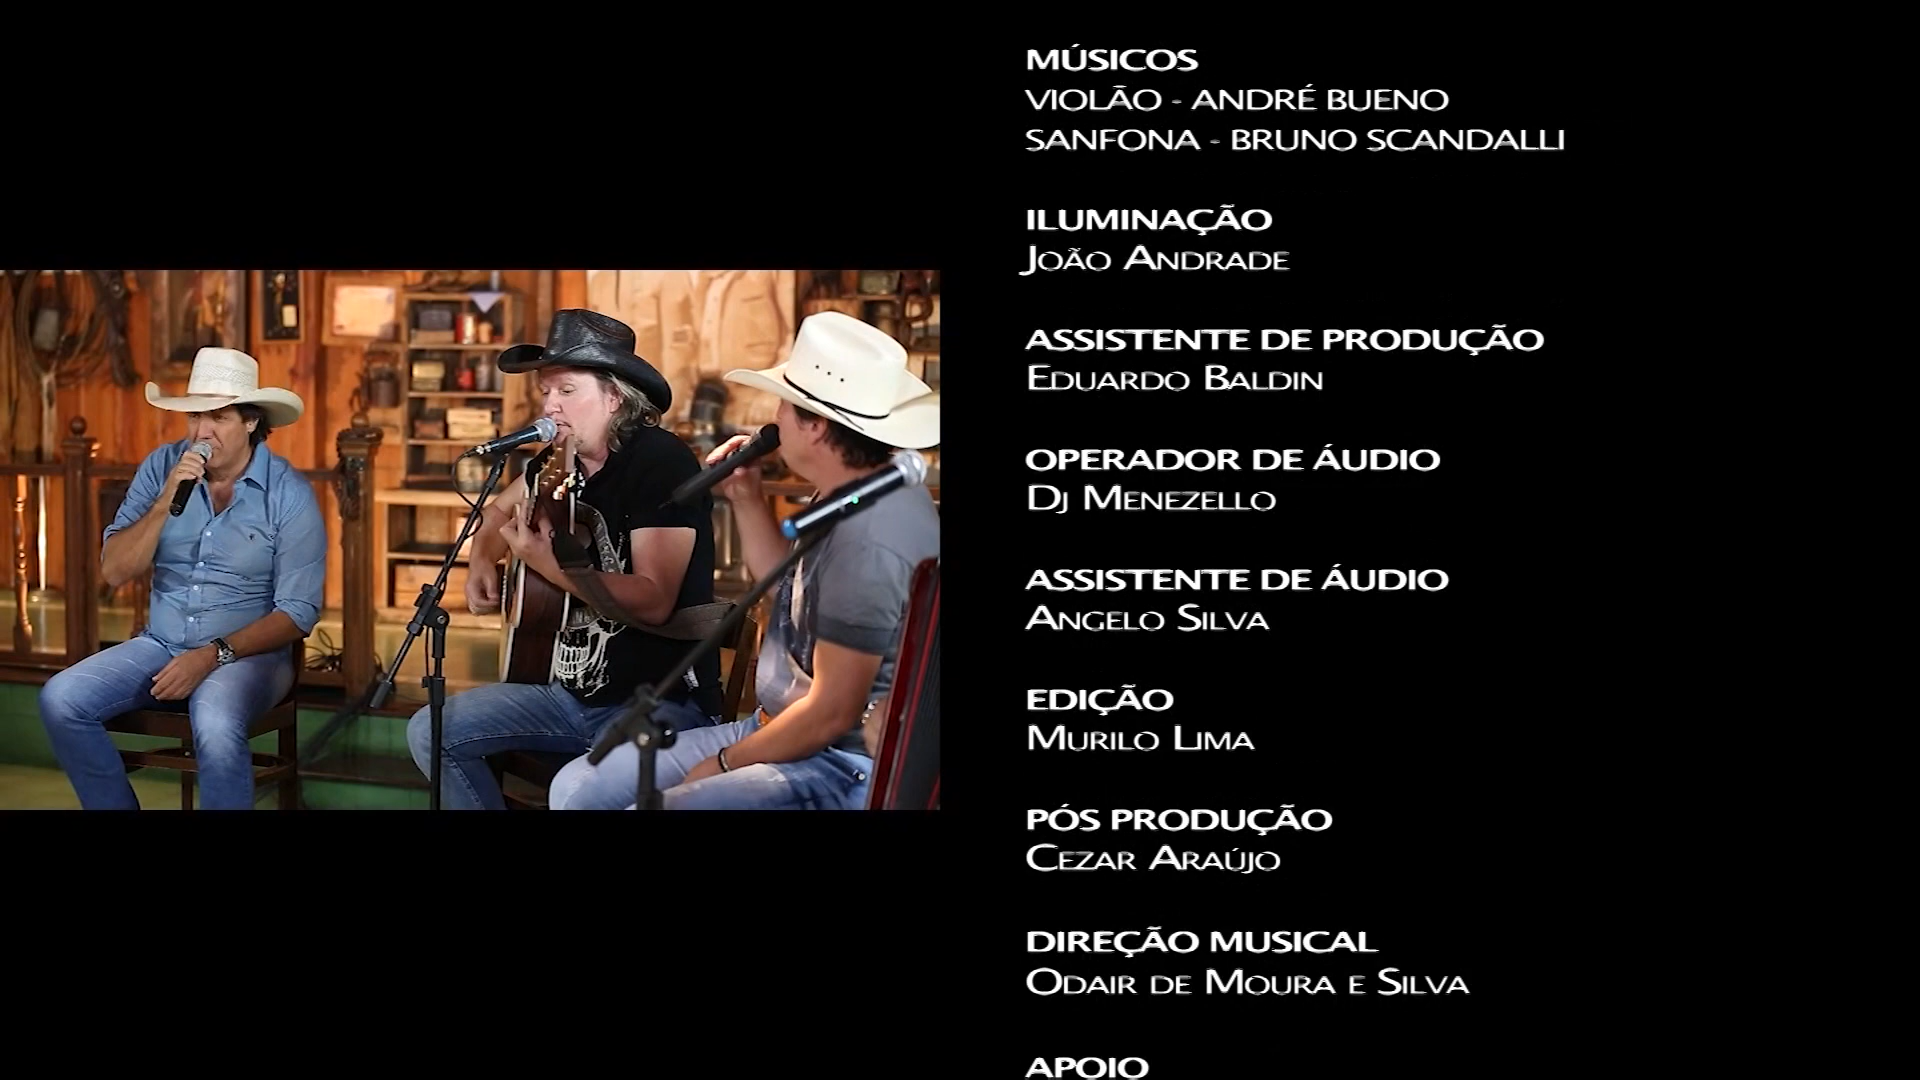 MÚSICOS
VIOLÃO - ANDRÉ BUENO
SANFONA - BRUNO SCANDALLI
ILUMINAÇÃO
JOÃO ANDRADE
ASSISTENTE DE PRODUÇÃO
EDUARDO BALDIN
OPERADOR DE ÁUDIO
DJ MENEZELLO
ASSISTENTE DE ÁUDIO
ANGELO SILVA
EDIÇÃO
MURILO LIMA
PÓS PRODUÇÃO
CEZAR ARAÚJO
DIREÇÃO MUSICAL
ODAIR DE MOURA E SILVA
APOIO